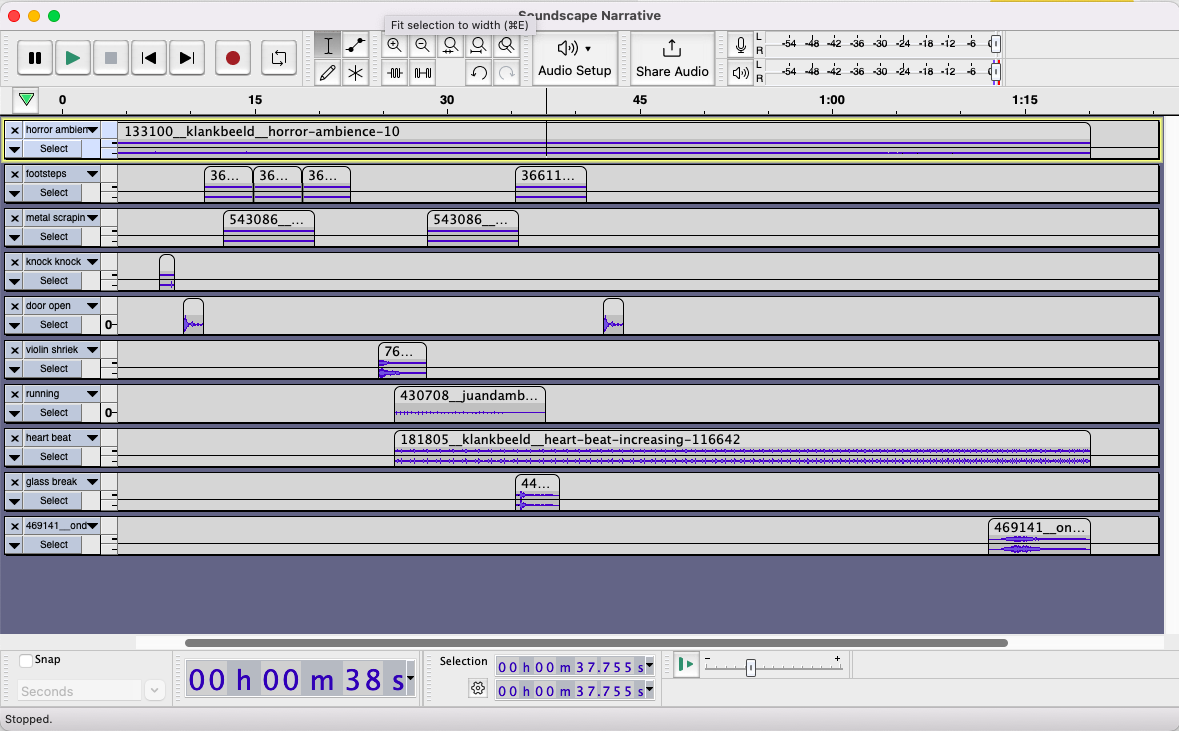 Soundscape Narrative
Fit selection to width (⌘E)
Audio Setup
Share Audio
L
R
-54 -48 -42 -36 -30 -24 -18 -12 -6 0
L
R
-54 -48 -42 -36 -30 -24 -18 -12 -6 0
0 15 30 45 1:00 1:15
horror ambien
Select
133100__klankbeeld__horror-ambience-10
footsteps
Select
36... 36... 36... 36611...
metal scrapin
Select
543086__... 543086__...
knock knock
Select
door open
Select
0-
violin shriek
Select
76...
running
Select
0-
430708__juandamb...
heart beat
Select
181805__klankbeeld__heart-beat-increasing-116642
glass break
Select
44...
469141__ond
Select
469141__on...
Snap
Seconds
00 h 00 m 38 s
Selection
00 h 00 m 37.755 s
00 h 00 m 37.755 s
- +
Stopped.